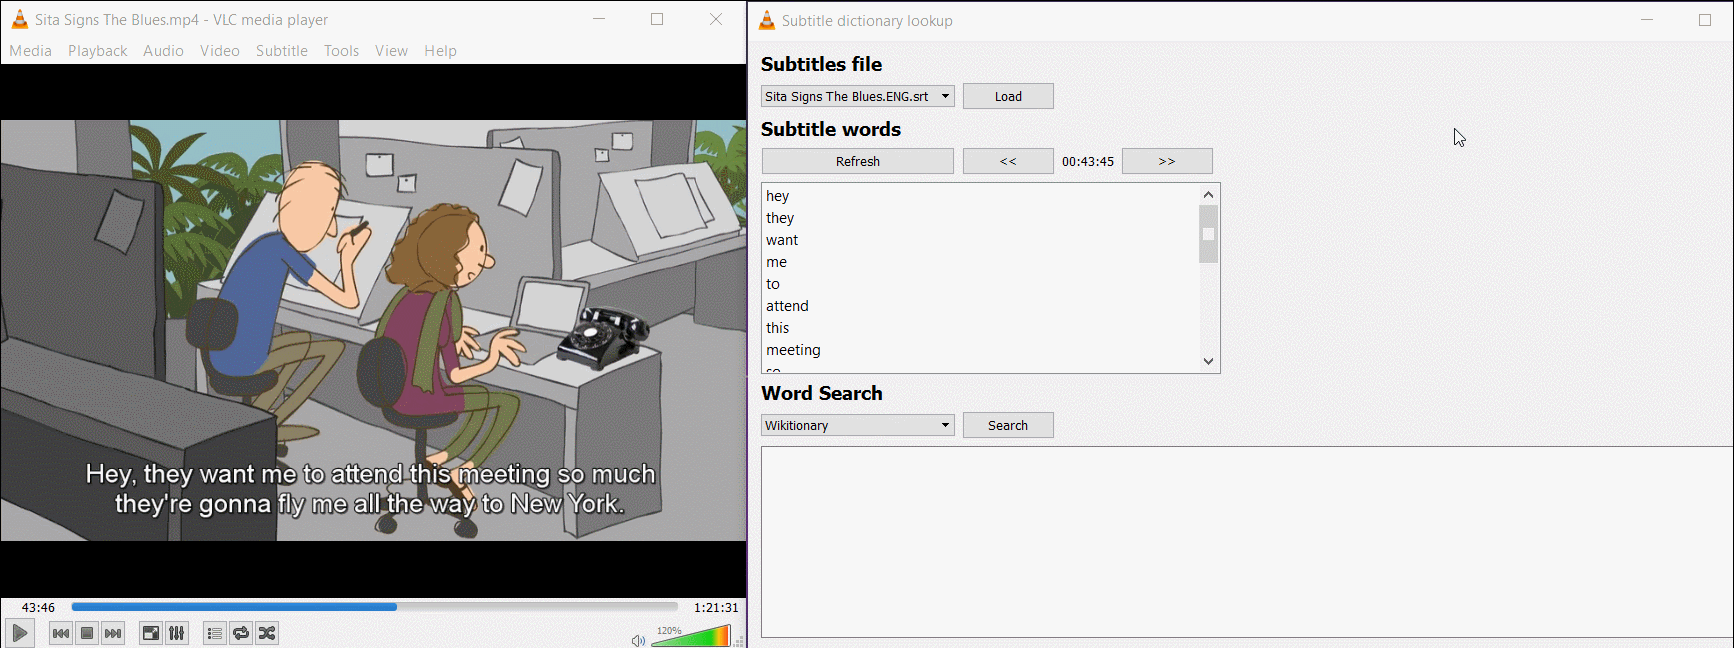 Sita Signs The Blues.mp4 - VLC media player
Media Playback Audio Video Subtitle Tools View Help
Hey, they want me to attend this meeting so much
they're gonna fly me all the way to New York.
43:46 1:21:31
120%
Subtitle dictionary lookup
Subtitles file
Sita Signs The Blues.ENG.srt Load
Subtitle words
Refresh << 00:43:45 >>
hey
they
want
me
to
attend
this
meeting
so
Word Search
Wikitionary Search